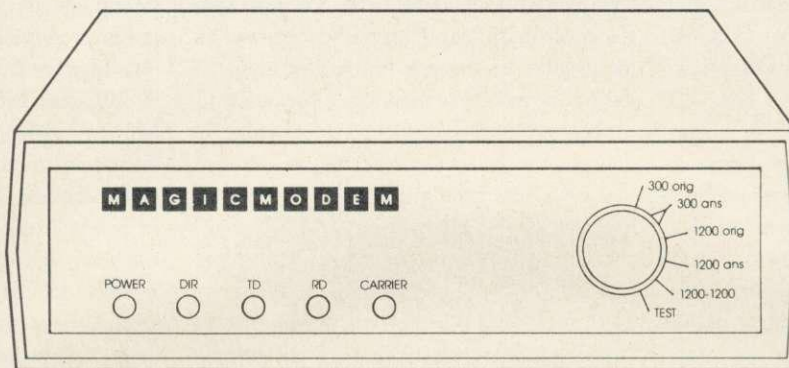 MAGICMODEM
POWER DIR TD RD CARRIER
300 orig
300 ans
1200 orig
1200 ans
1200-1200
TEST